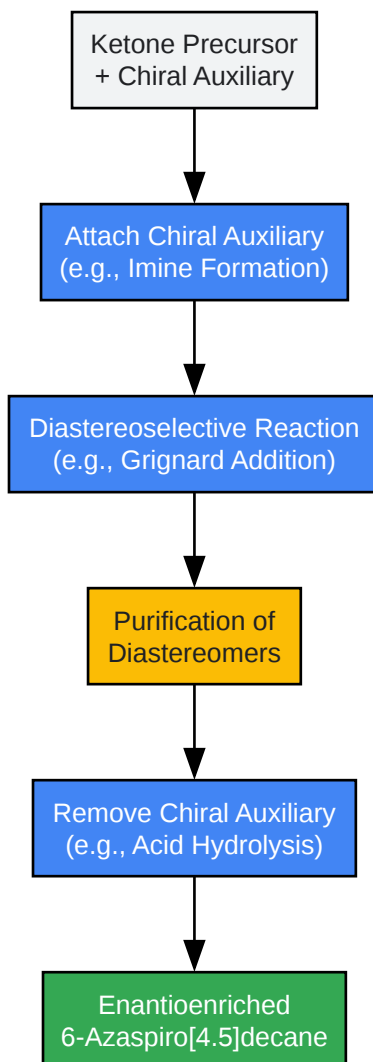 Ketone Precursor
+ Chiral Auxiliary
Attach Chiral Auxiliary
(e.g., Imine Formation)
Diastereoselective Reaction
(e.g., Grignard Addition)
Purification of
Diastereomers
Remove Chiral Auxiliary
(e.g., Acid Hydrolysis)
Enantioenriched
6-Azaspiro[4.5]decane